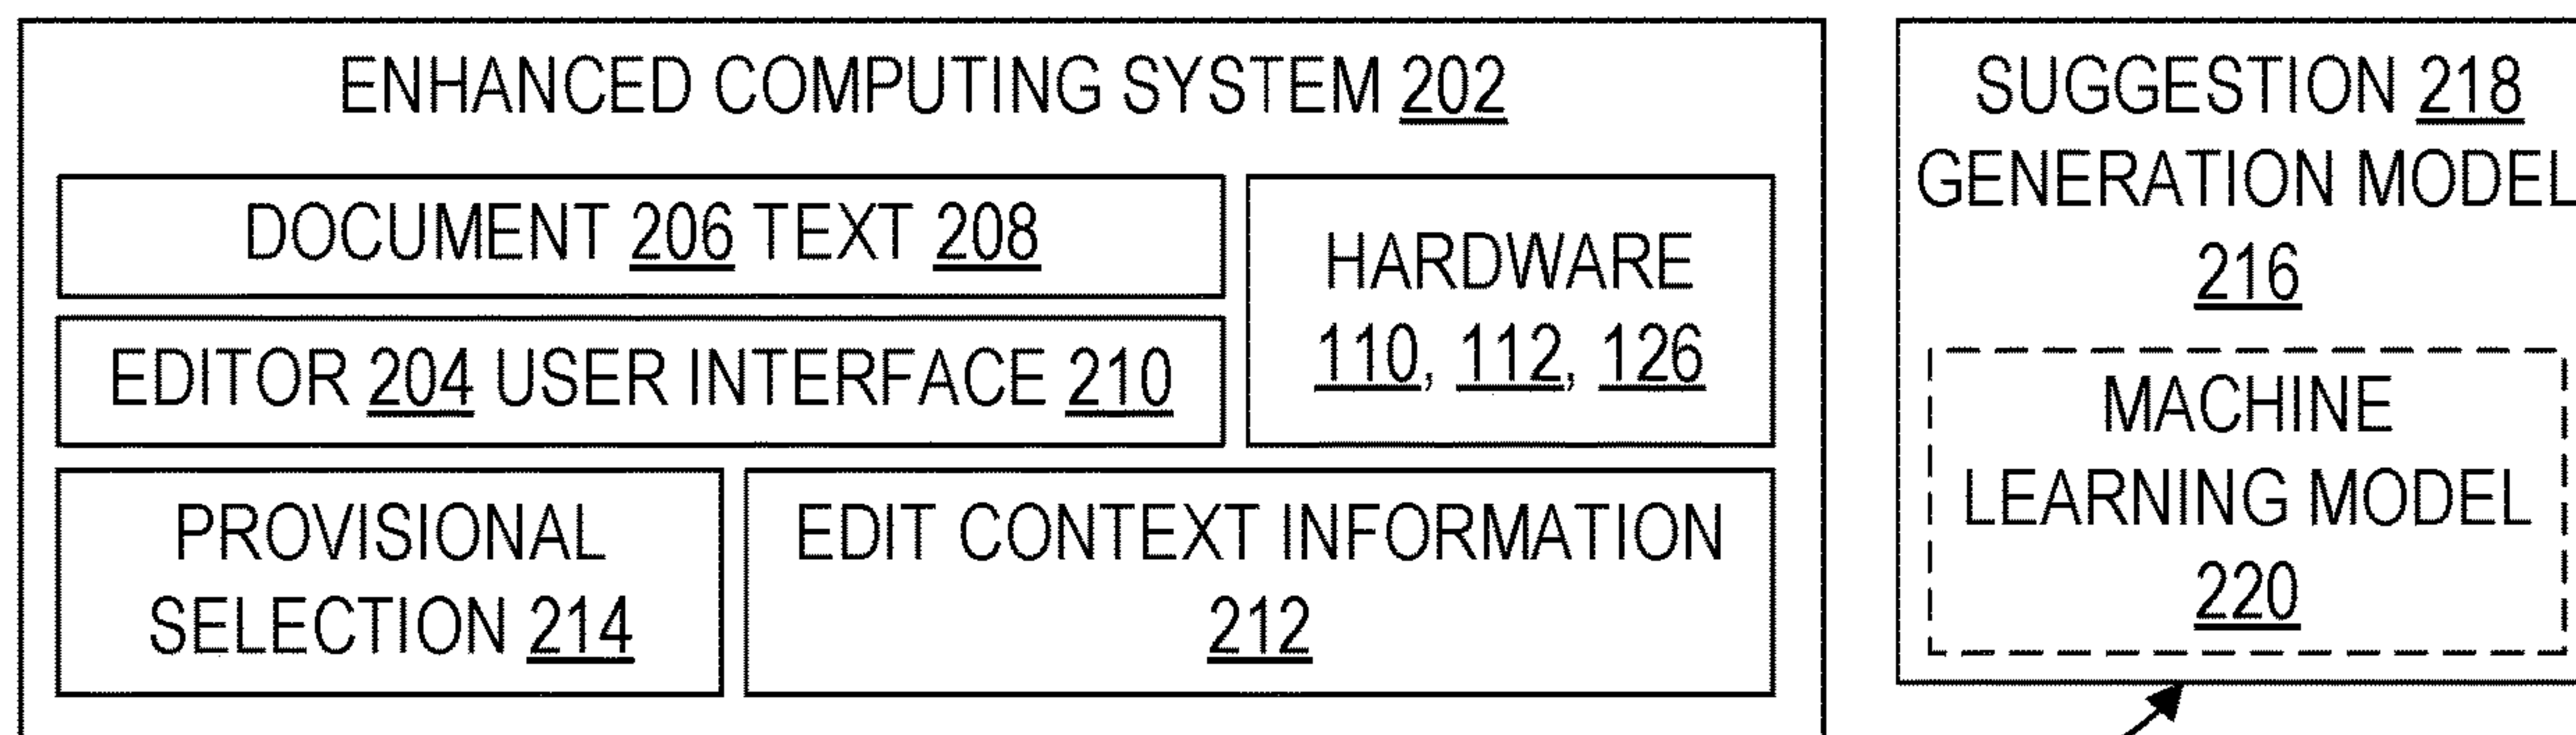 ENHANCED COMPUTING SYSTEM 202
DOCUMENT 206 TEXT 208
EDITOR 204 USER INTERFACE 210
HARDWARE
110, 112, 126
PROVISIONAL
SELECTION 214
EDIT CONTEXT INFORMATION
212
SUGGESTION 218
GENERATION MODEL
216
MACHINE
LEARNING MODEL
220